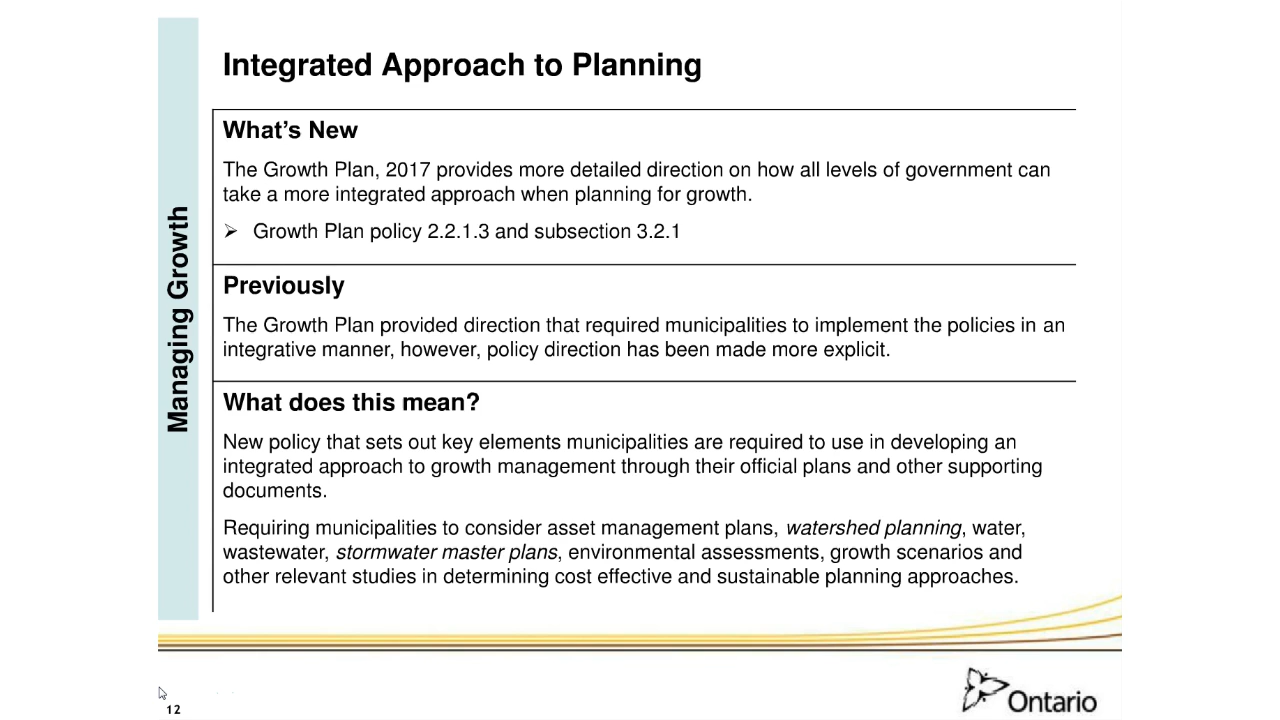 Integrated Approach to Planning
Managing Growth
What's New
The Growth Plan, 2017 provides more detailed direction on how all levels of government can
take a more integrated approach when planning for growth.
➢ Growth Plan policy 2.2.1.3 and subsection 3.2.1
Previously
The Growth Plan provided direction that required municipalities to implement the policies in an
integrative manner, however, policy direction has been made more explicit.
What does this mean?
New policy that sets out key elements municipalities are required to use in developing an
integrated approach to growth management through their official plans and other supporting
documents.
Requiring municipalities to consider asset management plans, watershed planning, water,
wastewater, stormwater master plans, environmental assessments, growth scenarios and
other relevant studies in determining cost effective and sustainable planning approaches.
12
Ontario